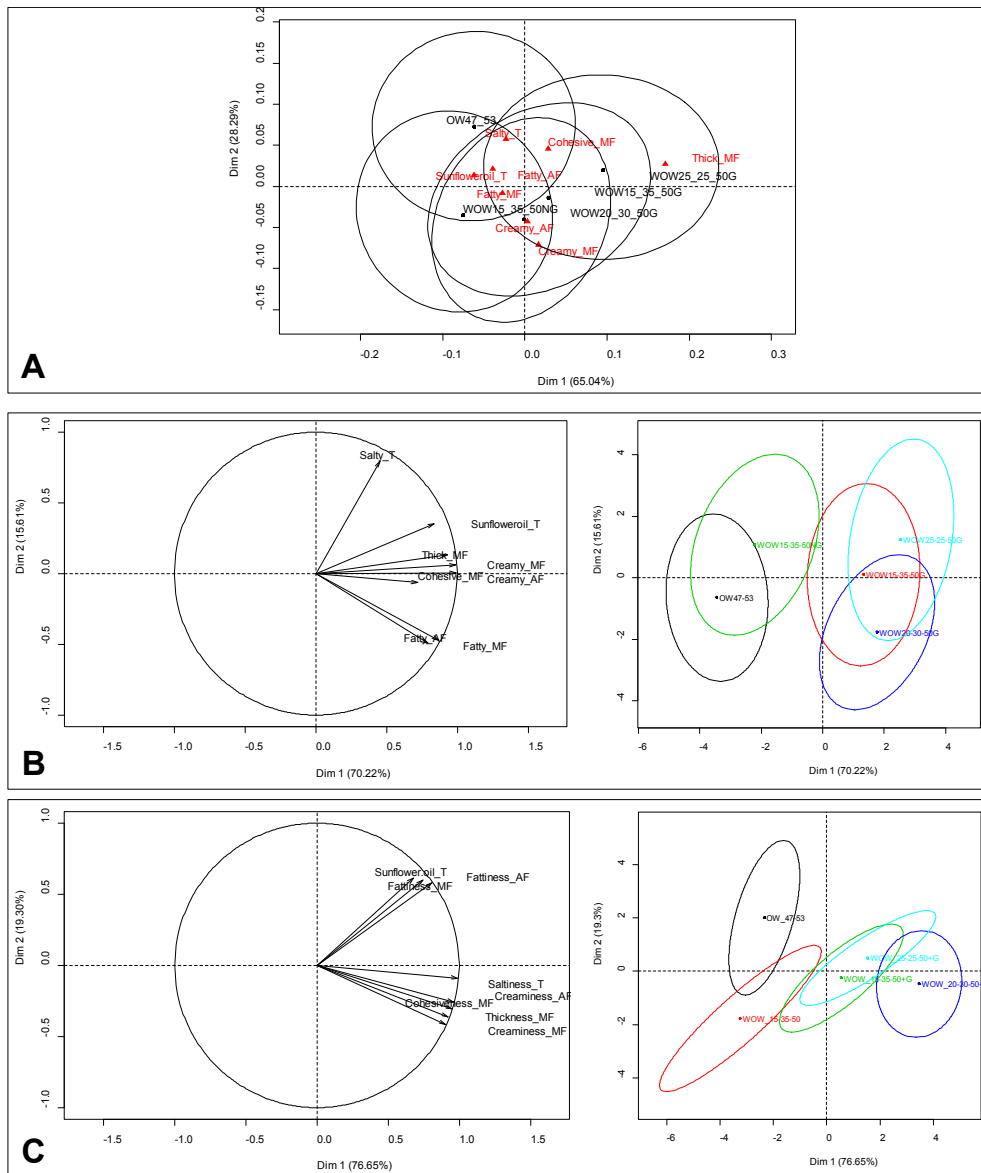 0.20
0.15
0.10
0.05
0.00
-0.05
-0.10
-0.15
Dim 2 (28.29%)
OW47_53
Salty_T
Cohesive_MF
Thick_MF
Sunfloweroil_T
Fatty_AF
WOW25_25_50G
Fatty_MF
WOW15_35_50G
WOW15_35_50NG
WOW20_30_50G
Creamy_AF
Creamy_MF
-0.2 -0.1 0.0 0.1 0.2 0.3
Dim 1 (65.04%)
A
1.0
0.5
0.0
-0.5
-1.0
Dim 2 (15.61%)
Salty_T
Sunfloweroil_T
Thick_MF
Creamy_MF
Cohesive_MF
Creamy_AF
Fatty_AF
Fatty_MF
-1.5 -1.0 -0.5 0.0 0.5 1.0 1.5
Dim 1 (70.22%)
B
4
2
0
-2
-4
Dim 2 (15.61%)
WOW25-25-50G
WOW15-35-50NG
WOW15-35-50G
OW47-53
WOW20-30-50G
-6 -4 -2 0 2 4
Dim 1 (70.22%)
1.0
0.5
0.0
-0.5
-1.0
Dim 2 (19.30%)
Sunflower.oil_T
Fattiness_AF
Fattiness_MF
Saltiness_T
Creaminess_AF
Cohesiveness_MF
Thickness_MF
Creaminess_MF
-1.5 -1.0 -0.5 0.0 0.5 1.0 1.5
Dim 1 (76.65%)
C
4
2
0
-2
-4
Dim 2 (19.3%)
OW_47-53
WOW_25-25-50+G
WOW_15-35-50+G
WOW_20-30-50+
WOW_15-35-50
-6 -4 -2 0 2 4
Dim 1 (76.65%)